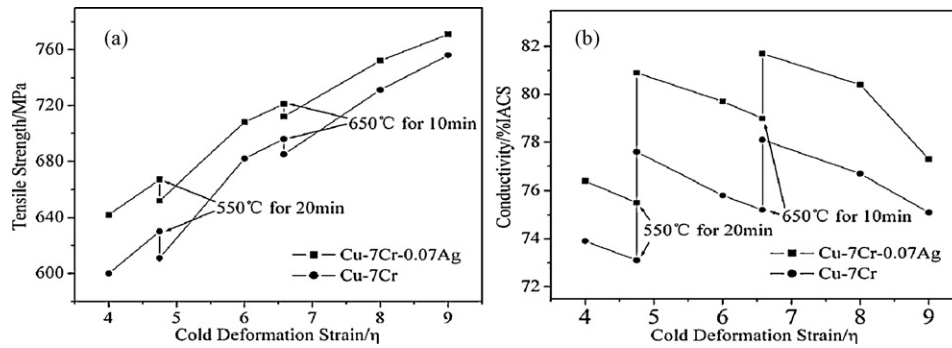 (a)
Tensile Strength/MPa
760
720
680
640
600
650℃ for 10min
550℃ for 20min
Cu-7Cr-0.07Ag
Cu-7Cr
4 5 6 7 8 9
Cold Deformation Strain/η
(b)
Conductivity/%IACS
82
80
78
76
74
72
550℃ for 20min
650℃ for 10min
Cu-7Cr-0.07Ag
Cu-7Cr
4 5 6 7 8 9
Cold Deformation Strain/η